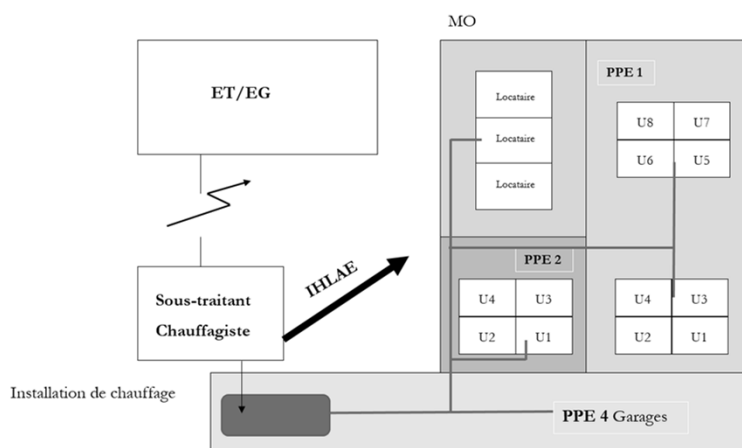 MO
ET/EG
PPE 1
Locataire
Locataire
Locataire
U8 U7
U6 U5
IHLAE
PPE 2
Sous-traitant
Chauffagiste
U4 U3
U2 U1
U4 U3
U2 U1
Installation de chauffage
PPE 4 Garages